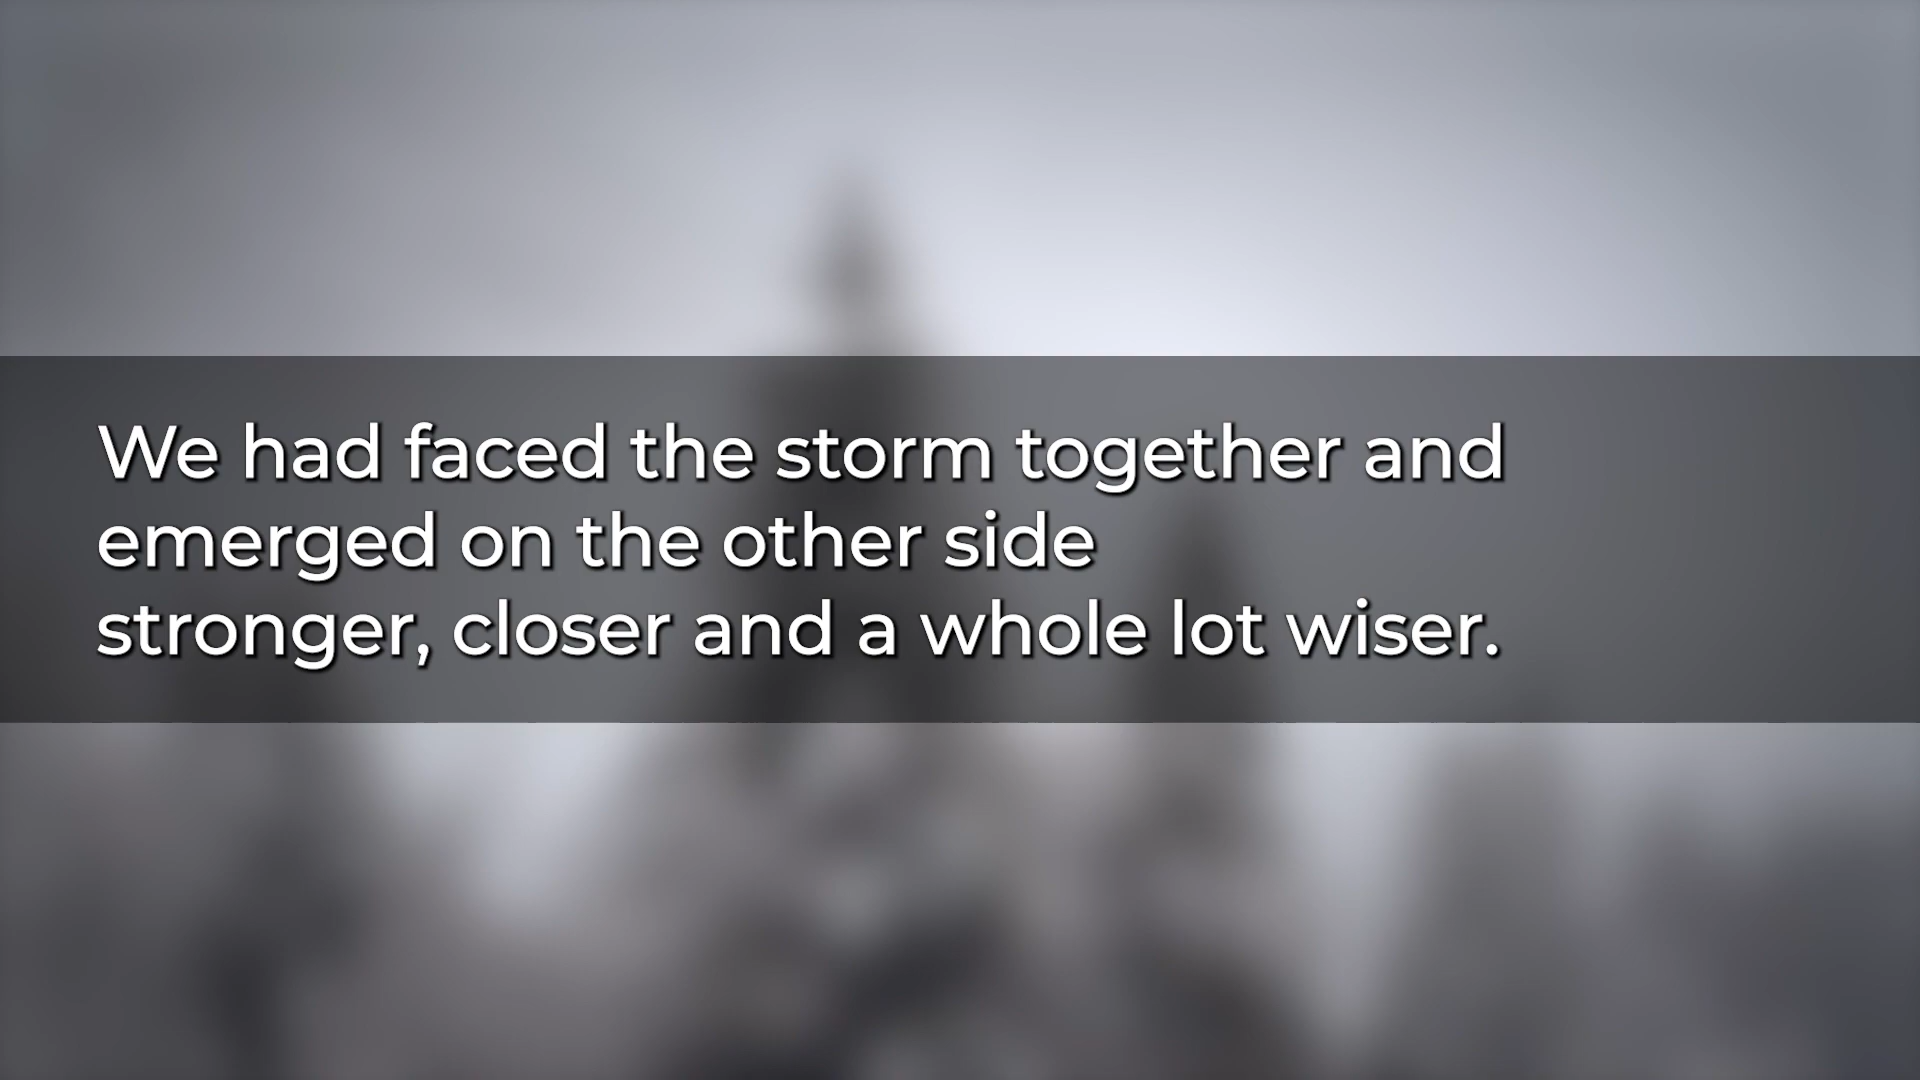 We had faced the storm together and
emerged on the other side
stronger, closer and a whole lot wiser.